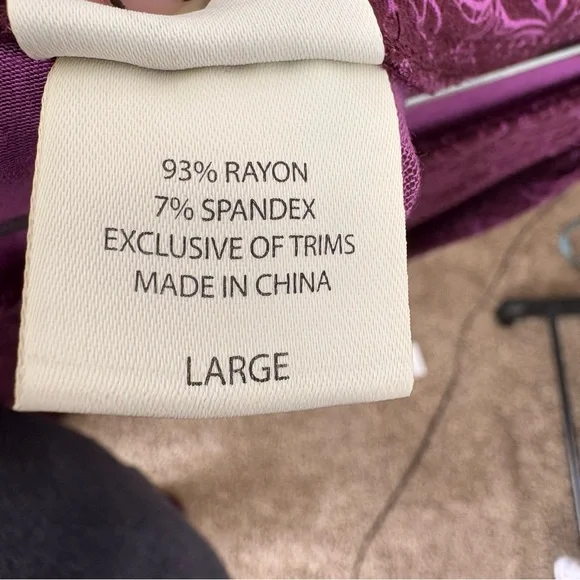 93% RAYON
7% SPANDEX
EXCLUSIVE OF TRIMS
MADE IN CHINA
LARGE